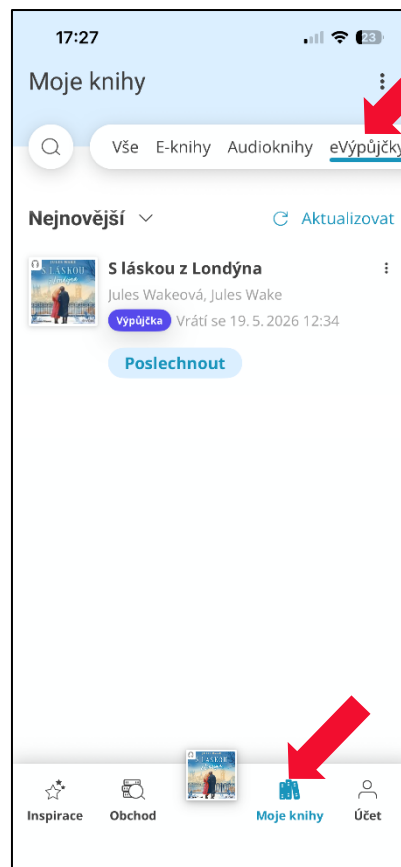 17:27
23
Moje knihy
Vše E-knihy Audioknihy eVýpůjčky
Nejnovější Aktualizovat
S LÁSKOU
S láskou z Londýna
Jules Wakeová, Jules Wake
Výpůjčka Vrátí se 19. 5. 2026 12:34
Poslechnout
Inspirace Obchod Moje knihy Účet